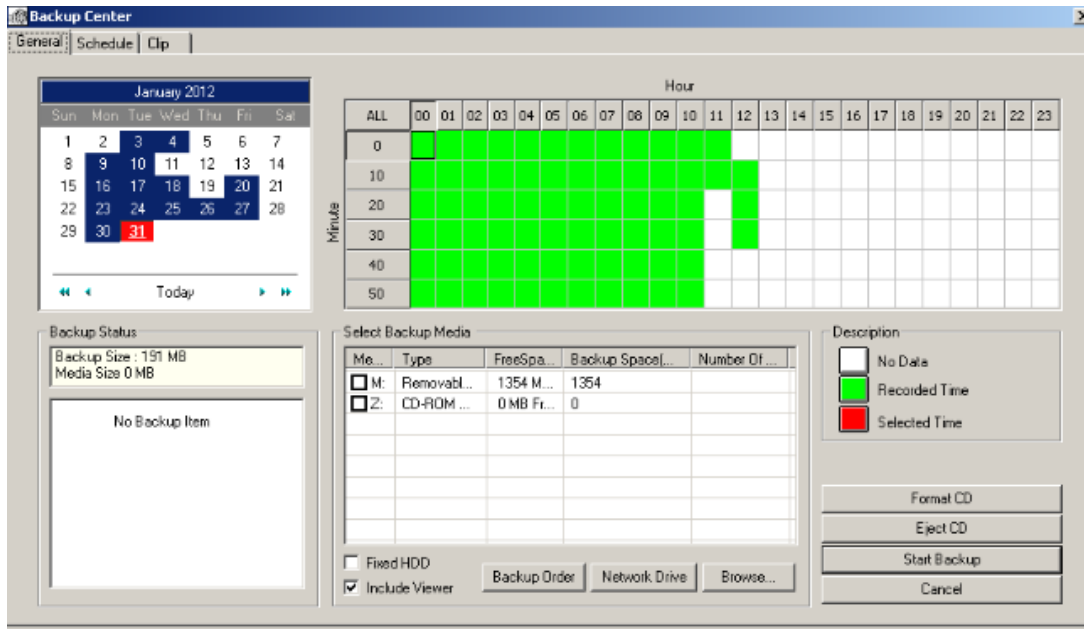 Backup Center
General Schedule Clip
January 2012
Sun Mon Tue Wed Thu Fri Sat
1 2 3 4 5 6 7
8 9 10 11 12 13 14
15 16 17 18 19 20 21
22 23 24 25 26 27 28
29 30 31
Today
Hour
ALL 00 01 02 03 04 05 06 07 08 09 10 11 12 13 14 15 16 17 18 19 20 21 22 23
Minute
0
10
20
30
40
50
Backup Status
Backup Size : 191 MB
Media Size 0 MB
No Backup Item
Select Backup Media
Me... Type FreeSpa... Backup Space(... Number Of ...
M: Removabl... 1354 M... 1354
Z: CD-ROM ... 0 MB Fr... 0
Fixed HDD
Include Viewer
Backup Order Network Drive Browse...
Description
No Data
Recorded Time
Selected Time
Format CD
Eject CD
Start Backup
Cancel